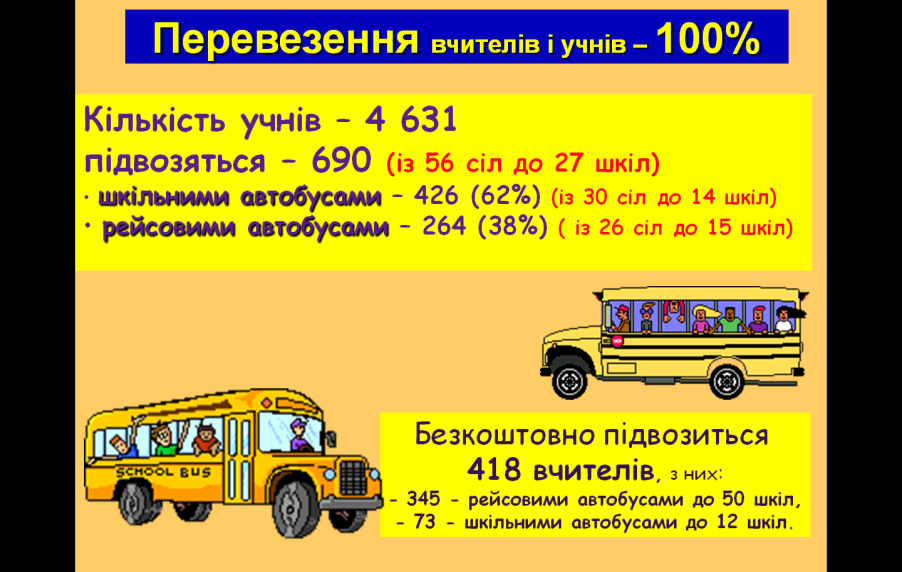 Перевезення вчителів і учнів – 100%
Кількість учнів – 4 631
підвозяться – 690 (із 56 сіл до 27 шкіл)
· шкільними автобусами – 426 (62%) (із 30 сіл до 14 шкіл)
· рейсовими автобусами – 264 (38%) ( із 26 сіл до 15 шкіл)
SCHOOL BUS
Безкоштовно підвозиться
418 вчителів, з них:
- 345 - рейсовими автобусами до 50 шкіл,
- 73 - шкільними автобусами до 12 шкіл.